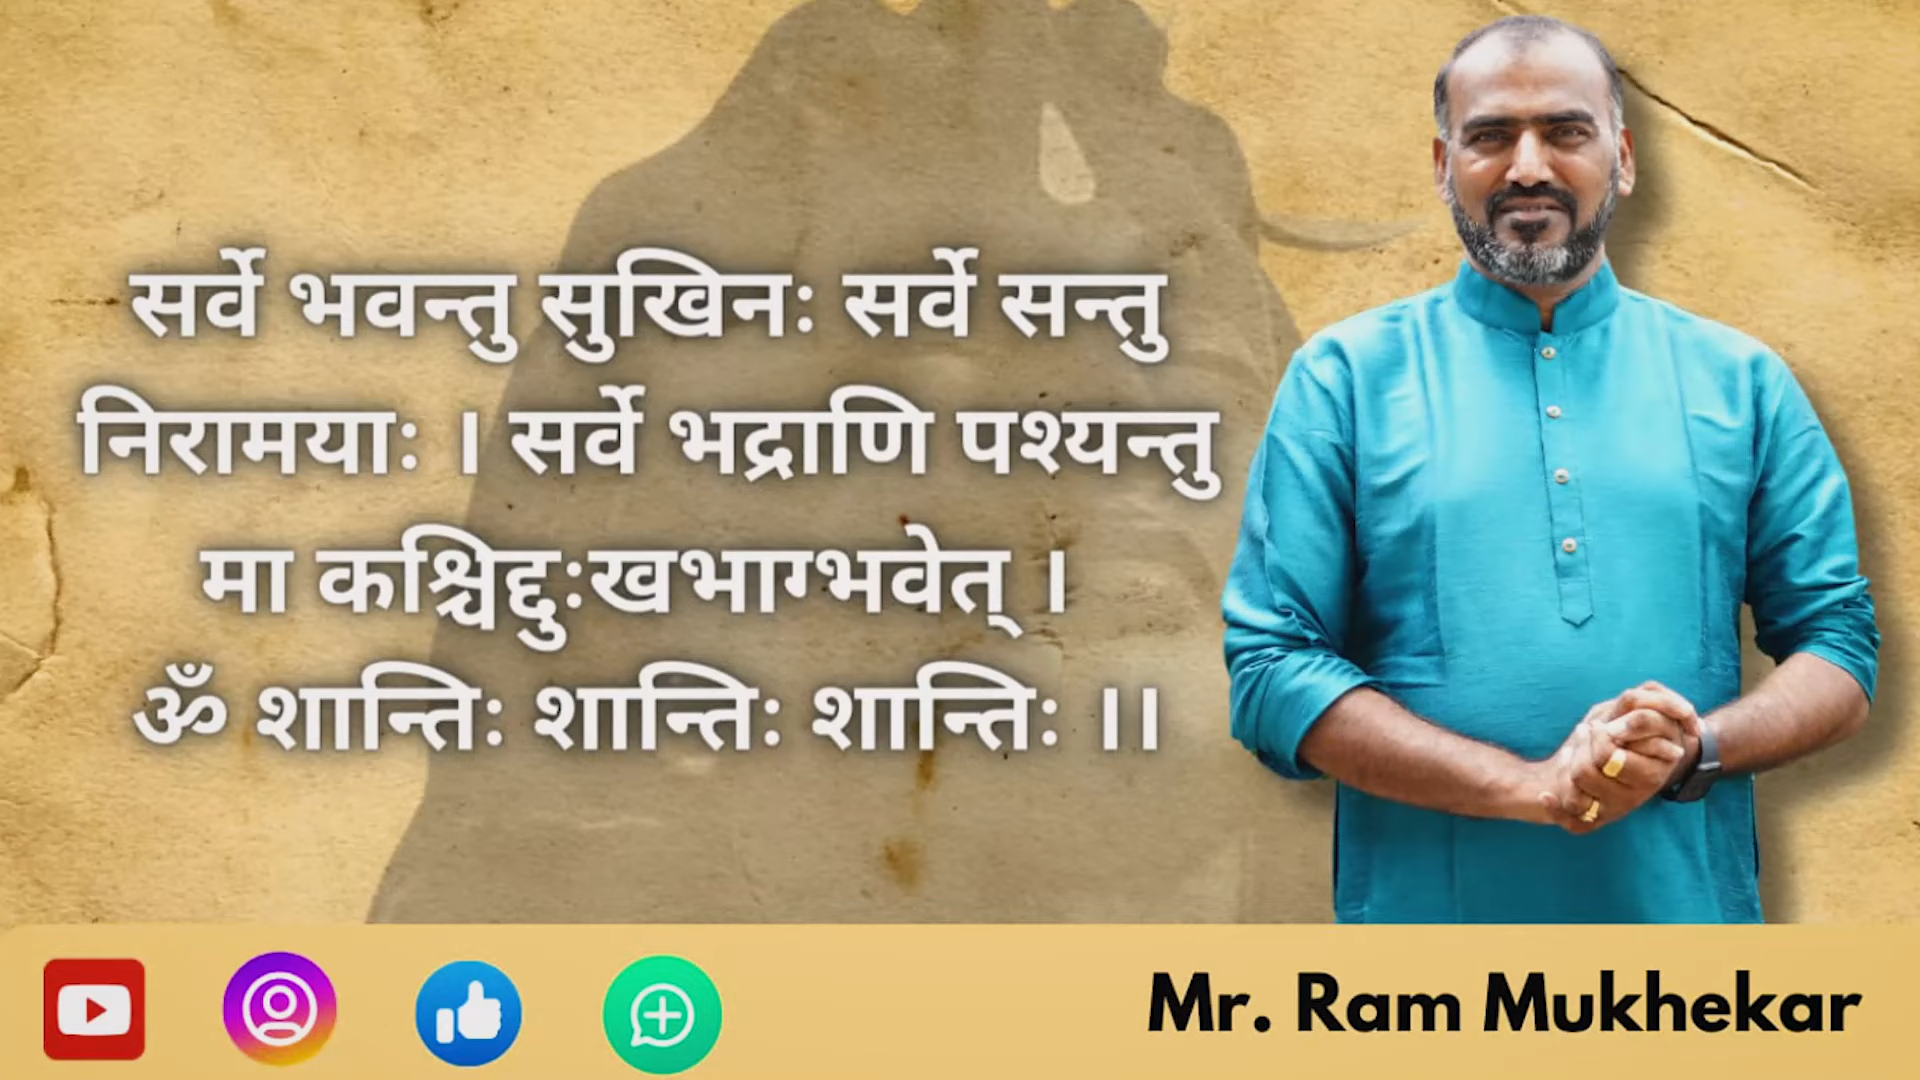 सर्वे भवन्तु सुखिनः सर्वे सन्तु
निरामयाः । सर्वे भद्राणि पश्यन्तु
मा कश्चिद्दुःखभाग्भवेत् ।
ॐ शान्तिः शान्तिः शान्तिः ।।
Mr. Ram Mukhekar